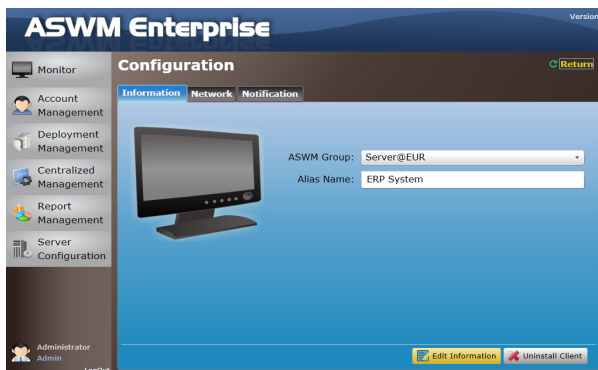 ASWM Enterprise
Version
Monitor
Account
Management
Deployment
Management
Centralized
Management
Report
Management
Server
Configuration
Administrator
Admin
LogOut
Configuration
Return
Information Network Notification
ASWM Group: Server@EUR
Alias Name: ERP System
Edit Information Uninstall Client